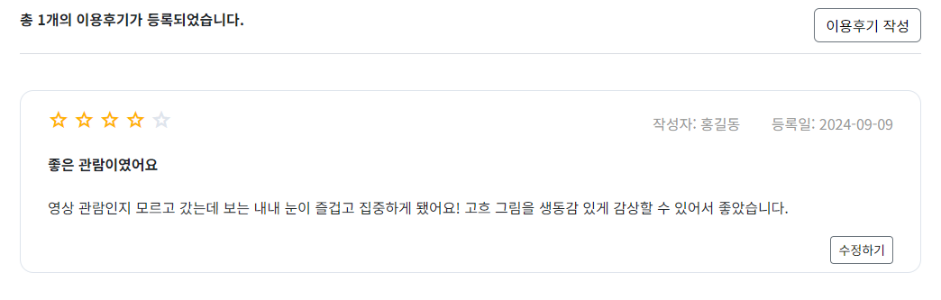 총 1개의 이용후기가 등록되었습니다.
이용후기 작성
작성자: 홍길동 등록일: 2024-09-09
좋은 관람이였어요
영상 관람인지 모르고 갔는데 보는 내내 눈이 즐겁고 집중하게 됐어요! 고흐 그림을 생동감 있게 감상할 수 있어서 좋았습니다.
수정하기